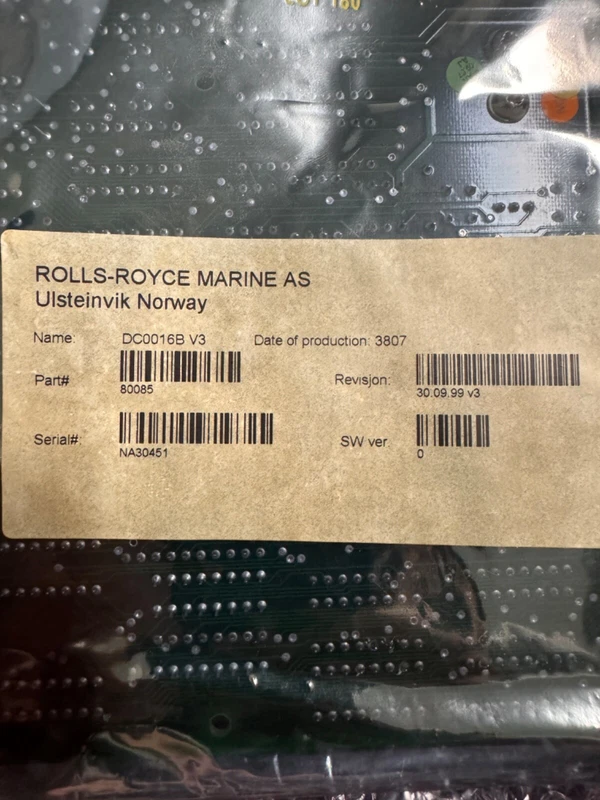 ROLLS-ROYCE MARINE AS
Ulsteinvik Norway
Name: DC0016B V3 Date of production: 3807
Part# 80085 Revisjon: 30.09.99 v3
Serial#: NA30451 SW ver. 0